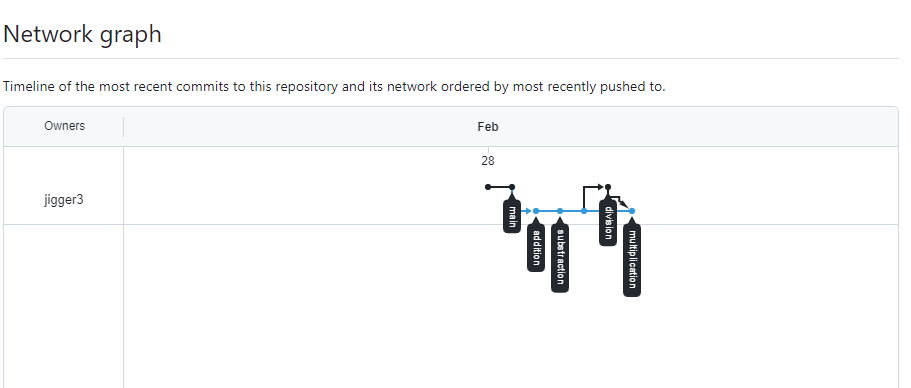 Network graph
Timeline of the most recent commits to this repository and its network ordered by most recently pushed to.
Owners
Feb
28
jigger3
main
addition
substraction
division
multiplication